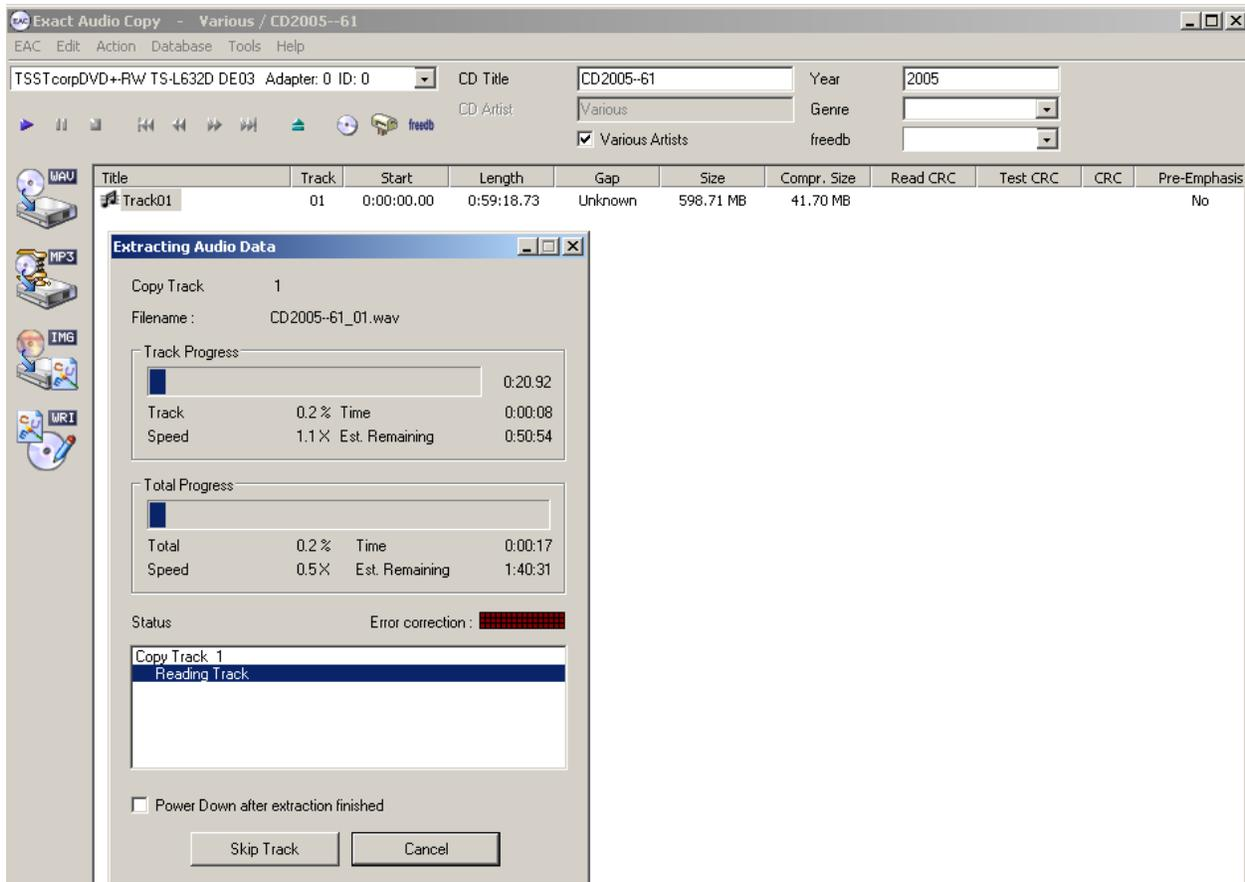 Exact Audio Copy - Various / CD2005--61
EAC Edit Action Database Tools Help
TSSTcorpDVD+-RW TS-L632D DE03 Adapter: 0 ID: 0
CD Title CD2005--61 Year 2005
CD Artist Various Genre
freedb
Various Artists freedb
WAV
MP3
IMG
WRI
Title Track Start Length Gap Size Compr. Size Read CRC Test CRC CRC Pre-Emphasis
Track01 01 0:00:00.00 0:59:18.73 Unknown 598.71 MB 41.70 MB No
Extracting Audio Data
Copy Track 1
Filename : CD2005--61_01.wav
Track Progress
0:20.92
Track 0.2 % Time 0:00:08
Speed 1.1 X Est. Remaining 0:50:54
Total Progress
Total 0.2 % Time 0:00:17
Speed 0.5 X Est. Remaining 1:40:31
Status Error correction :
Copy Track 1
Reading Track
Power Down after extraction finished
Skip Track Cancel